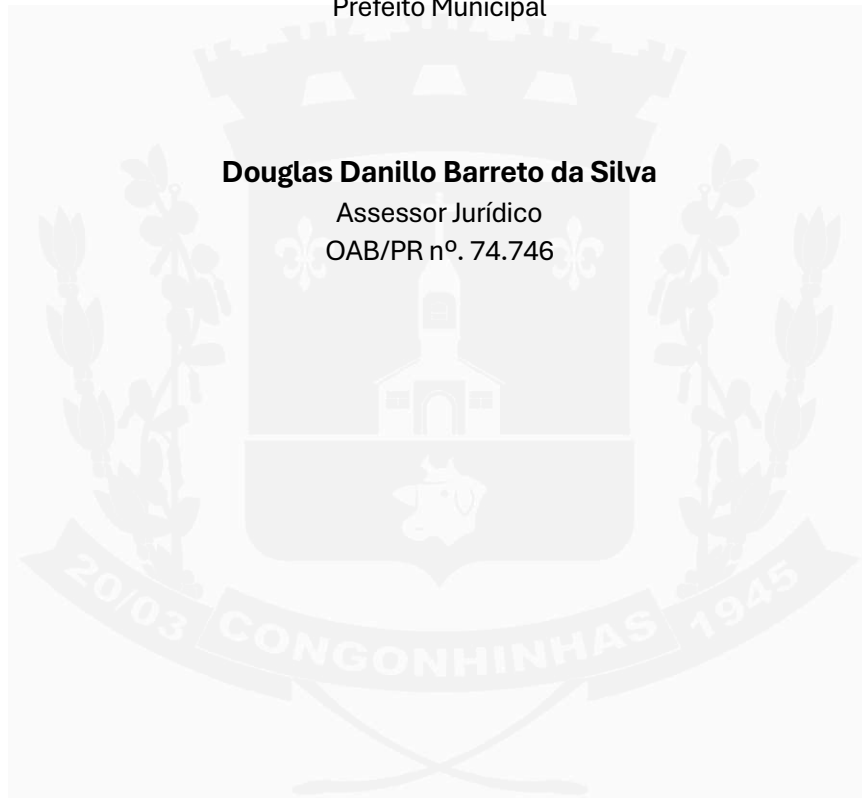 Prefeito Municipal
Douglas Danillo Barreto da Silva
Assessor Jurídico
OAB/PR nº. 74.746
20/03 CONGONHINHAS 1945